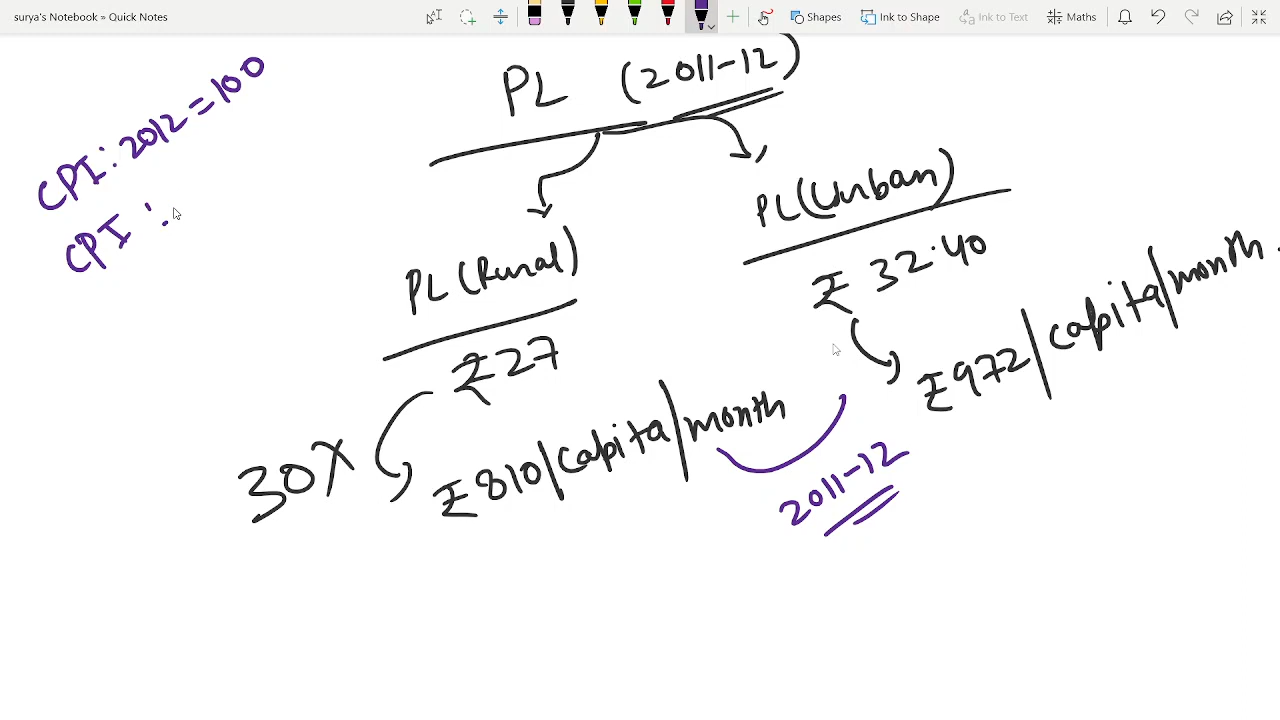 surya's Notebook » Quick Notes
Shapes
Ink to Shape
Ink to Text
Maths
CPI : 2012 = 100
CPI :
PL (2011-12)
PL (Rural)
₹27
30X
₹810/capita/month
PL (Urban)
₹ 32.40
₹972/capita/month.
2011-12